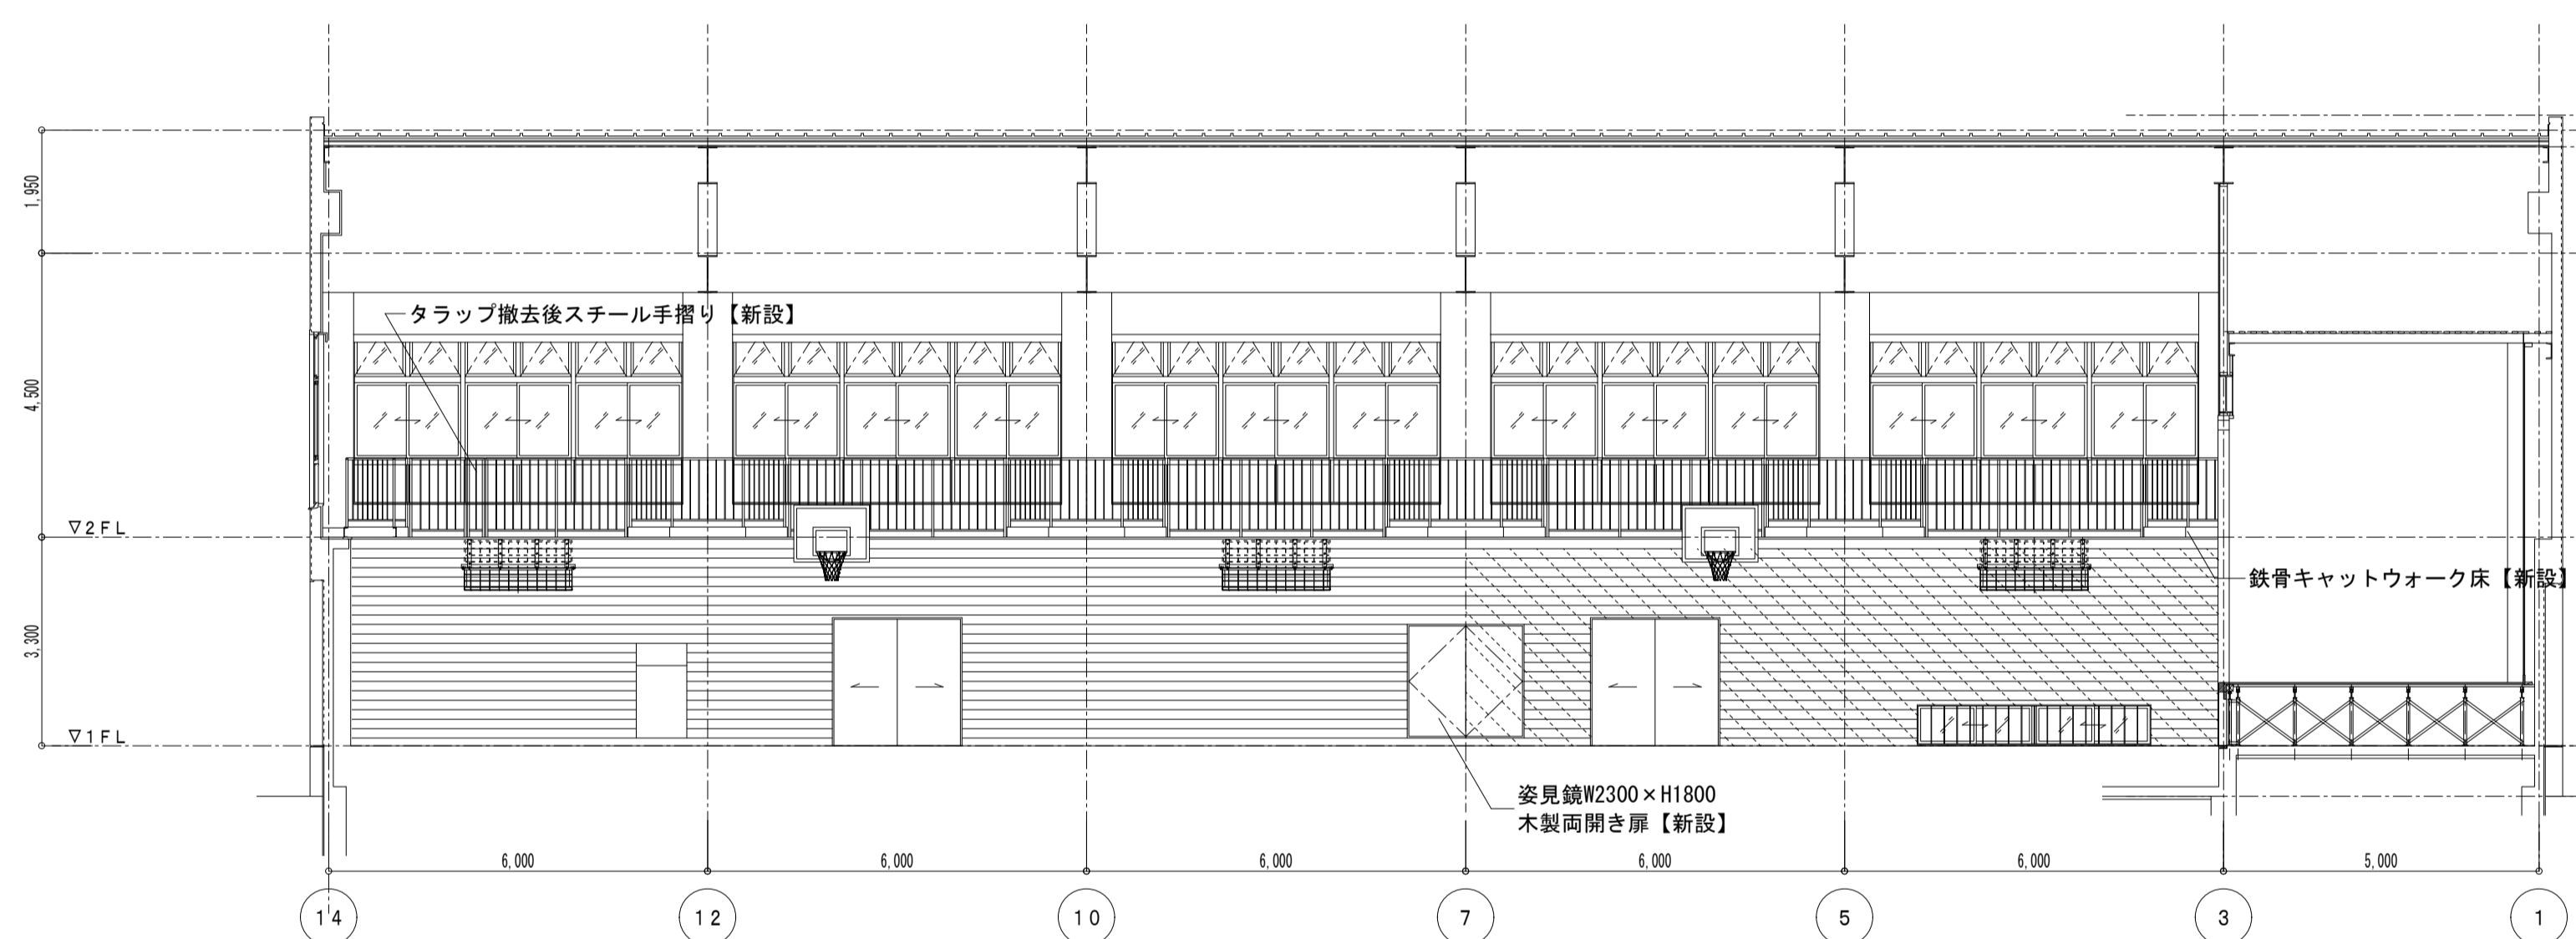 1,950
タラップ撤去後スチール手摺り【新設】
4,500
▽2FL
鉄骨キャットウォーク床【新設】
3,300
▽1FL
姿見鏡W2300×H1800
木製両開き扉【新設】
6,000 6,000 6,000 6,000 6,000 5,000
14 12 10 7 5 3 1